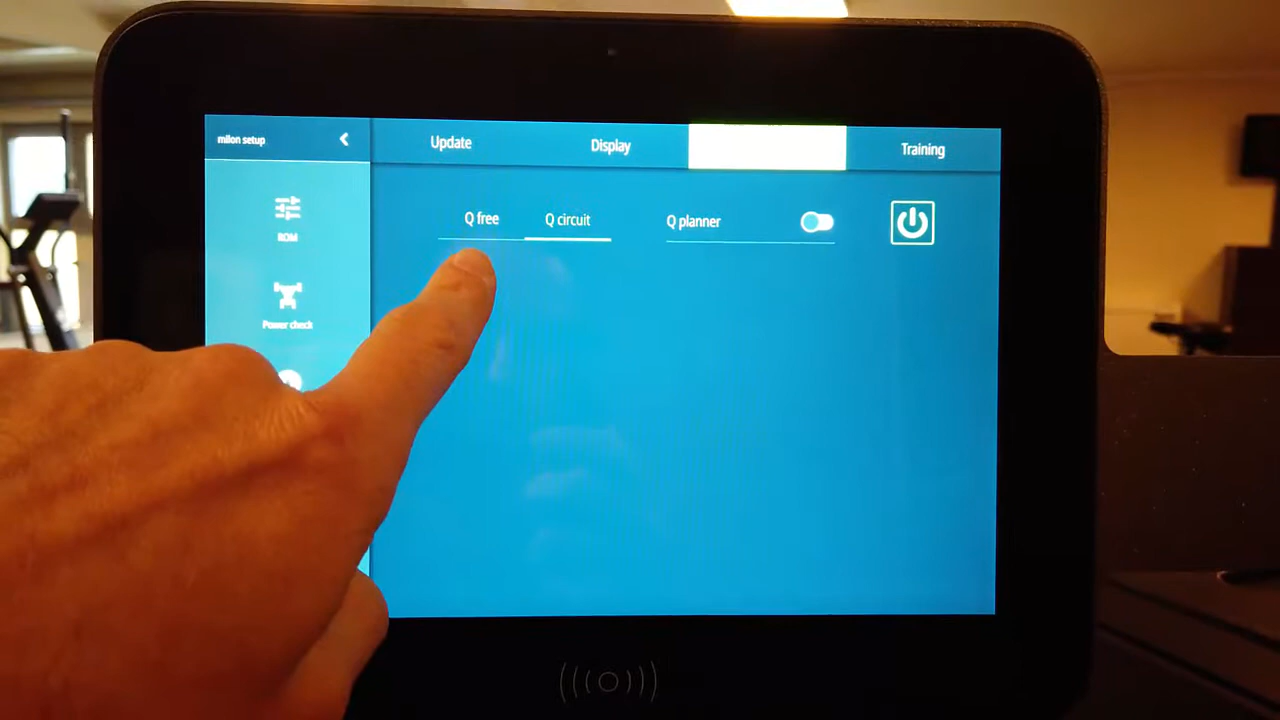 milon setup
Update
Display
Training
ROM
Power check
Q free
Q circuit
Q planner